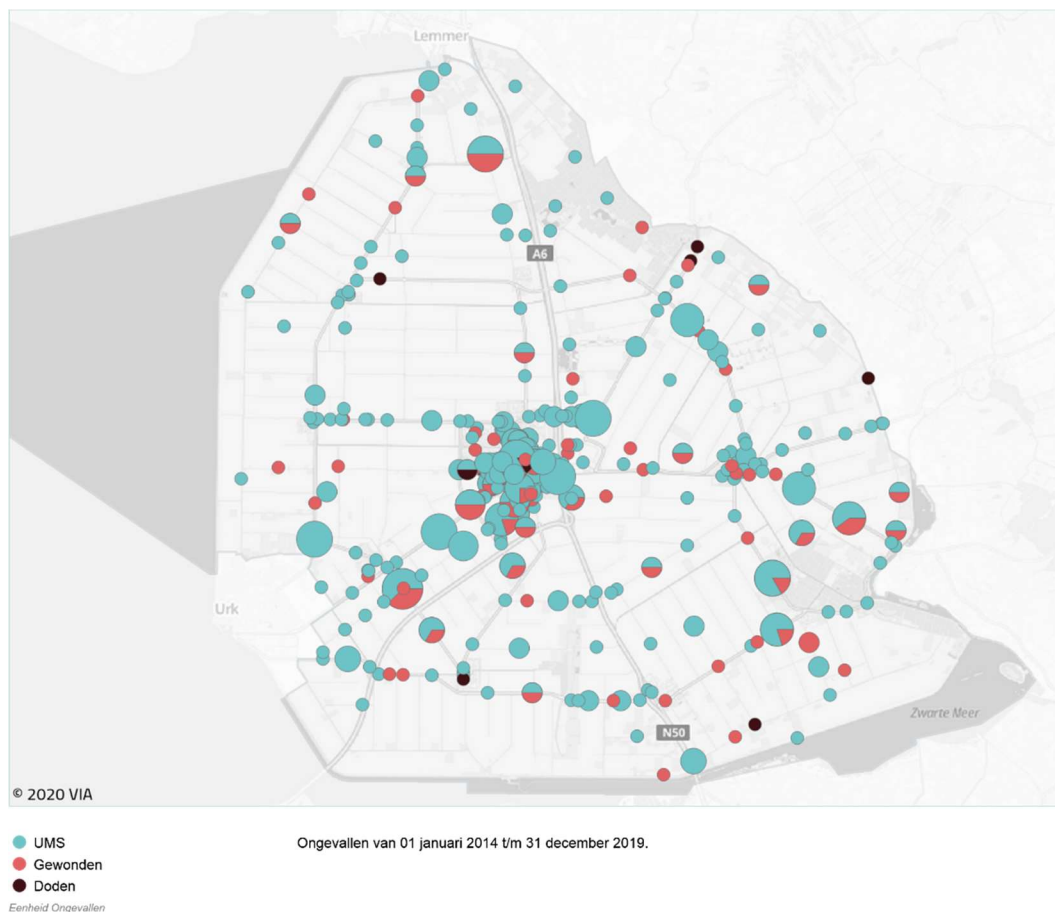 Lemmer
A6
Urk
Zwarte Meer
N50
© 2020 VIA
UMS
Ongevallen van 01 januari 2014 t/m 31 december 2019.
Gewonden
Doden
Eenheid Ongevallen